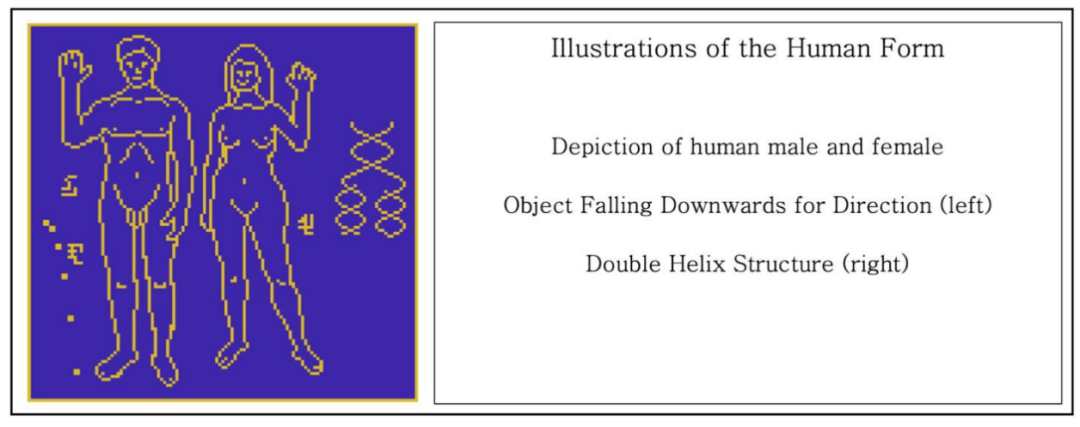 Illustrations of the Human Form
Depiction of human male and female
Object Falling Downwards for Direction (left)
Double Helix Structure (right)